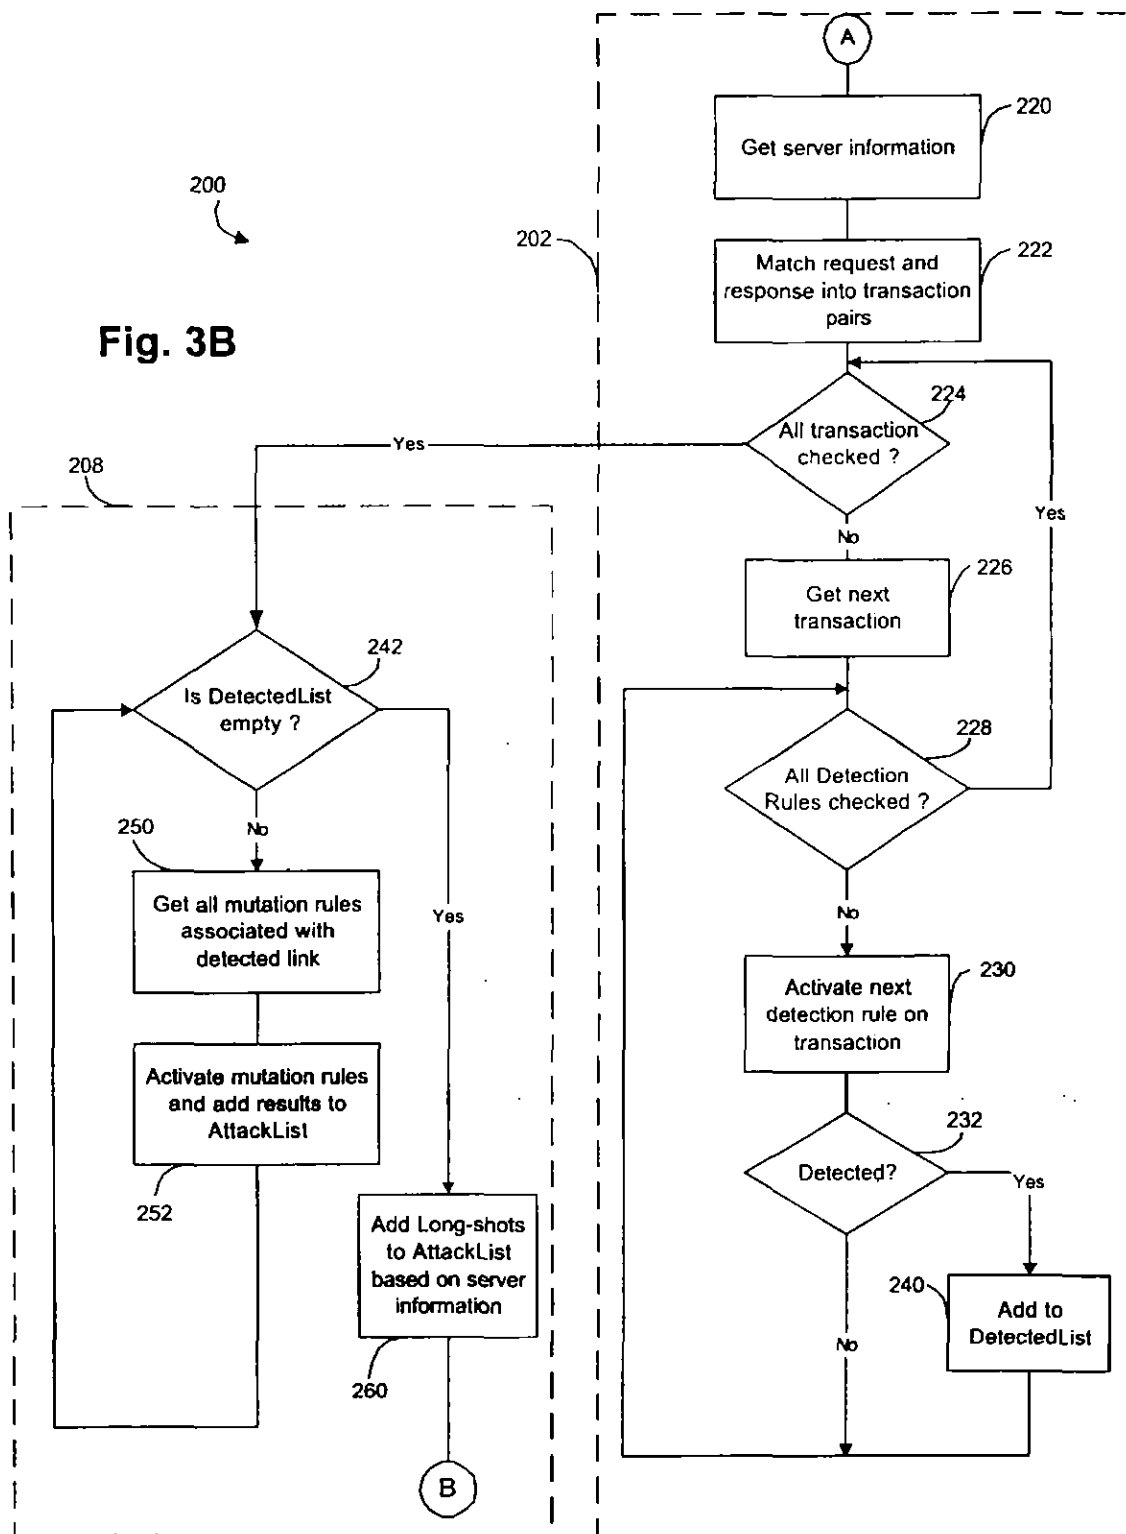 A
220
Get server information
200
202
222
Match request and
response into transaction
pairs
Fig. 3B
224
All transaction
checked ?
Yes
208
No
Yes
226
Get next
transaction
242
Is DetectedList
empty ?
228
All Detection
Rules checked ?
No
250
Get all mutation rules
associated with
detected link
Yes
No
230
Activate next
detection rule on
transaction
Activate mutation rules
and add results to
AttackList
252
232
Detected?
Yes
Add Long-shots
to AttackList
based on server
information
260
240
Add to
DetectedList
No
B